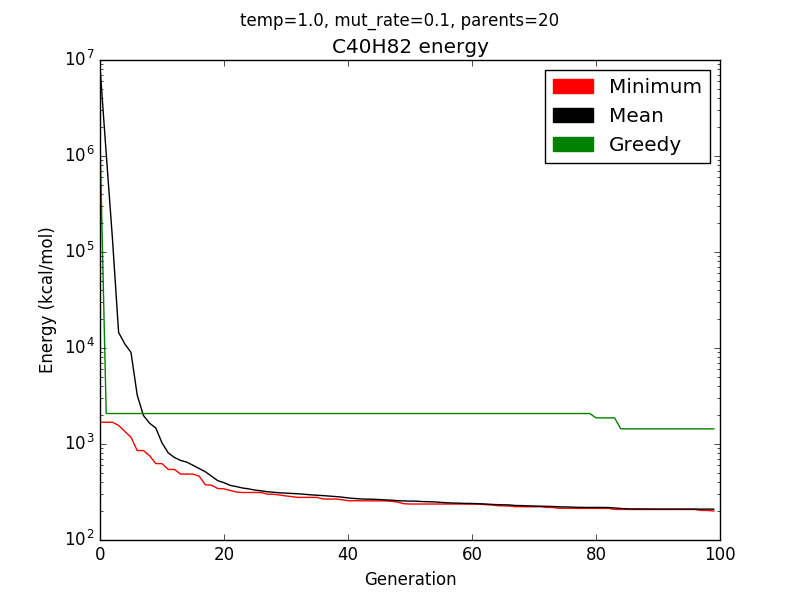 temp=1.0, mut_rate=0.1, parents=20
C40H82 energy
10^7
10^6
10^5
10^4
10^3
10^2
Energy (kcal/mol)
Minimum
Mean
Greedy
0 20 40 60 80 100
Generation